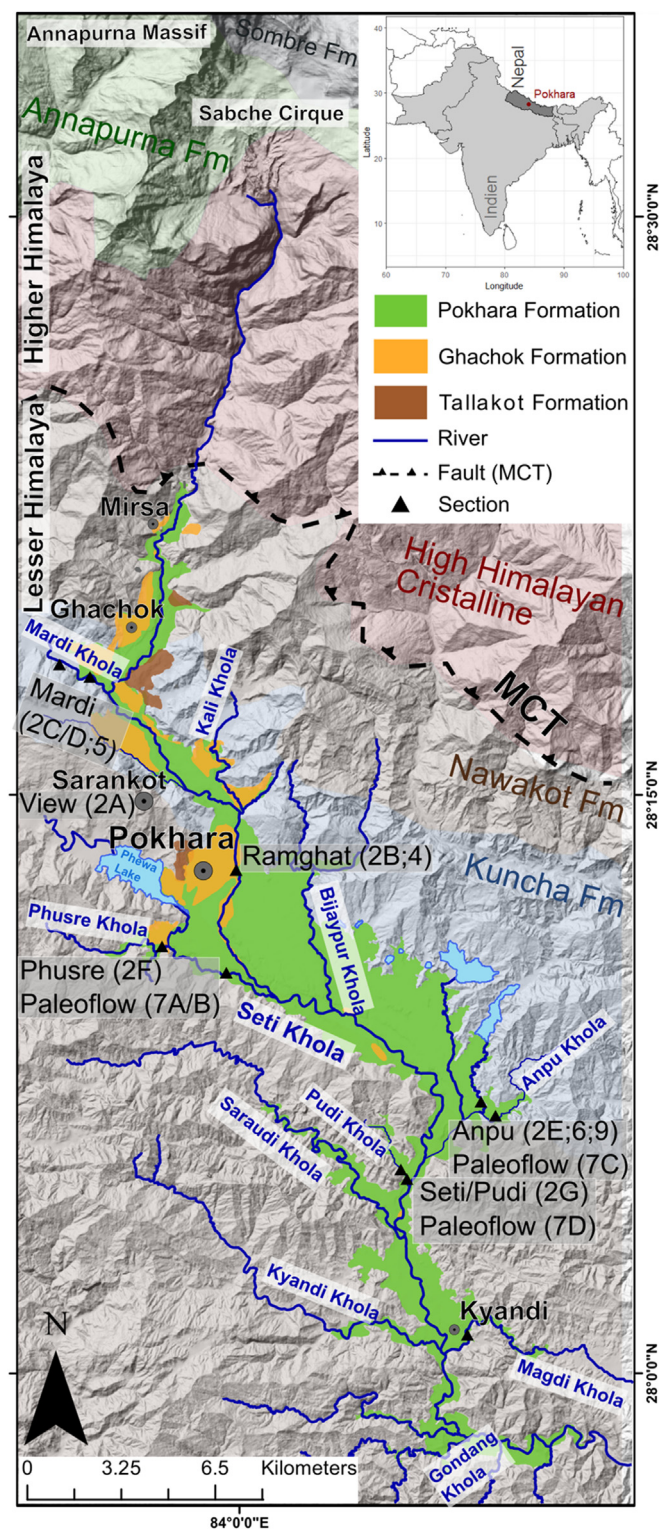 Annapurna Massif
Sombre Fm
Annapurna Fm
Sabche Cirque
Higher Himalaya
Lesser Himalaya
40
30
20
10
60
70
80
90
100
Latitude
Longitude
Nepal
Pokhara
Indien
28°30'0"N
Pokhara Formation
Ghachok Formation
Tallakot Formation
River
Fault (MCT)
Section
Mirsa
High Himalayan
Cristalline
Ghachok
Mardi Khola
Kali Khola
MCT
Mardi
(2C/D;5)
Nawakot Fm
Sarankot
View (2A)
28°15'0"N
Pokhara
Ramghat (2B;4)
Phewa
Lake
Kuncha Fm
Bijaypur Khola
Phusre Khola
Phusre (2F)
Paleoflow (7A/B)
Seti Khola
Anpu Khola
Pudi Khola
Saraudi Khola
Anpu (2E;6;9)
Paleoflow (7C)
Seti/Pudi (2G)
Paleoflow (7D)
Kyandi Khola
Kyandi
N
Magdi Khola
28°0'0"N
Gondang
Khola
0
3.25
6.5
Kilometers
84°0'0"E